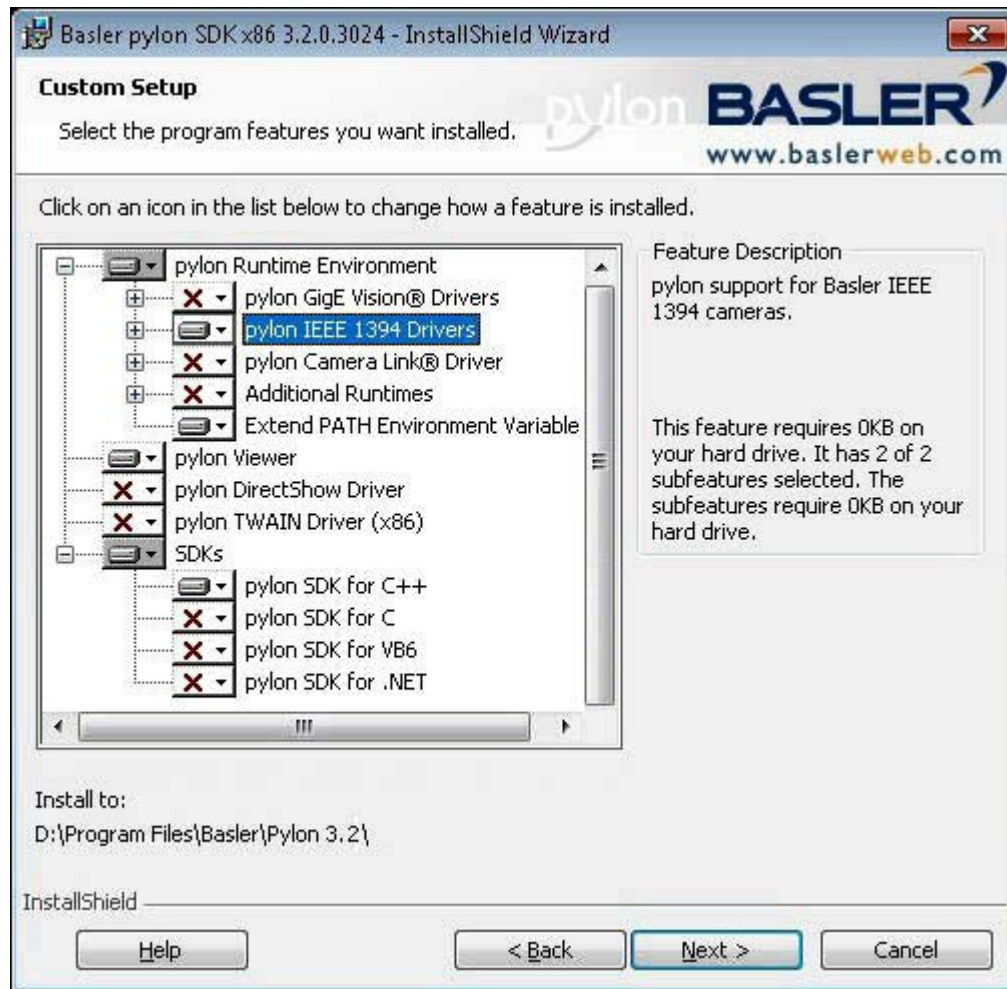 Basler pylon SDK x86 3.2.0.3024 - InstallShield Wizard
Custom Setup
Select the program features you want installed.
pylon
BASLER
www.baslerweb.com
Click on an icon in the list below to change how a feature is installed.
pylon Runtime Environment
pylon GigE Vision® Drivers
pylon IEEE 1394 Drivers
pylon Camera Link® Driver
Additional Runtimes
Extend PATH Environment Variable
pylon Viewer
pylon DirectShow Driver
pylon TWAIN Driver (x86)
SDKs
pylon SDK for C++
pylon SDK for C
pylon SDK for VB6
pylon SDK for .NET
Feature Description
pylon support for Basler IEEE
1394 cameras.
This feature requires 0KB on
your hard drive. It has 2 of 2
subfeatures selected. The
subfeatures require 0KB on your
hard drive.
Install to:
D:\Program Files\Basler\Pylon 3.2\
InstallShield
Help
< Back
Next >
Cancel